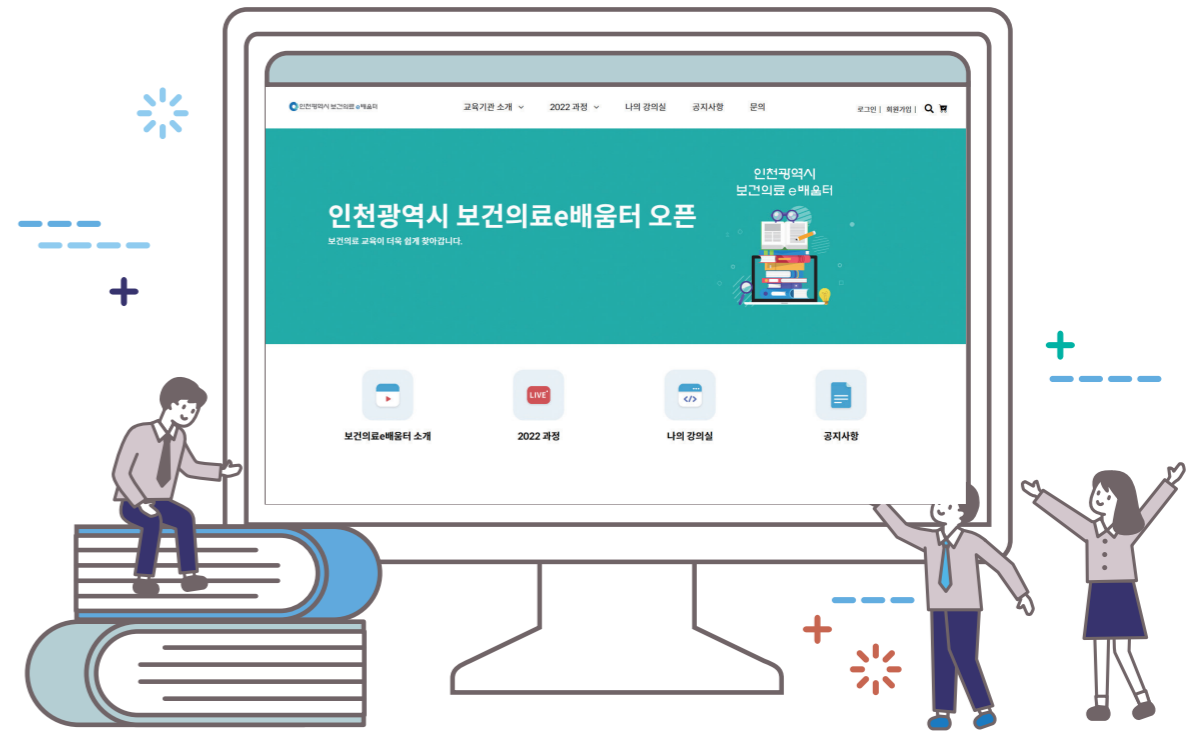 인천광역시 보건의료 e배움터
교육기관 소개 2022 과정 나의 강의실 공지사항 문의 로그인 | 회원가입 |
인천광역시
보건의료 e배움터
인천광역시 보건의료e배움터 오픈
보건의료 교육이 더욱 쉽게 찾아갑니다.
LIVE
</>
보건의료e배움터 소개 2022 과정 나의 강의실 공지사항